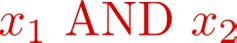 x₁ AND x₂